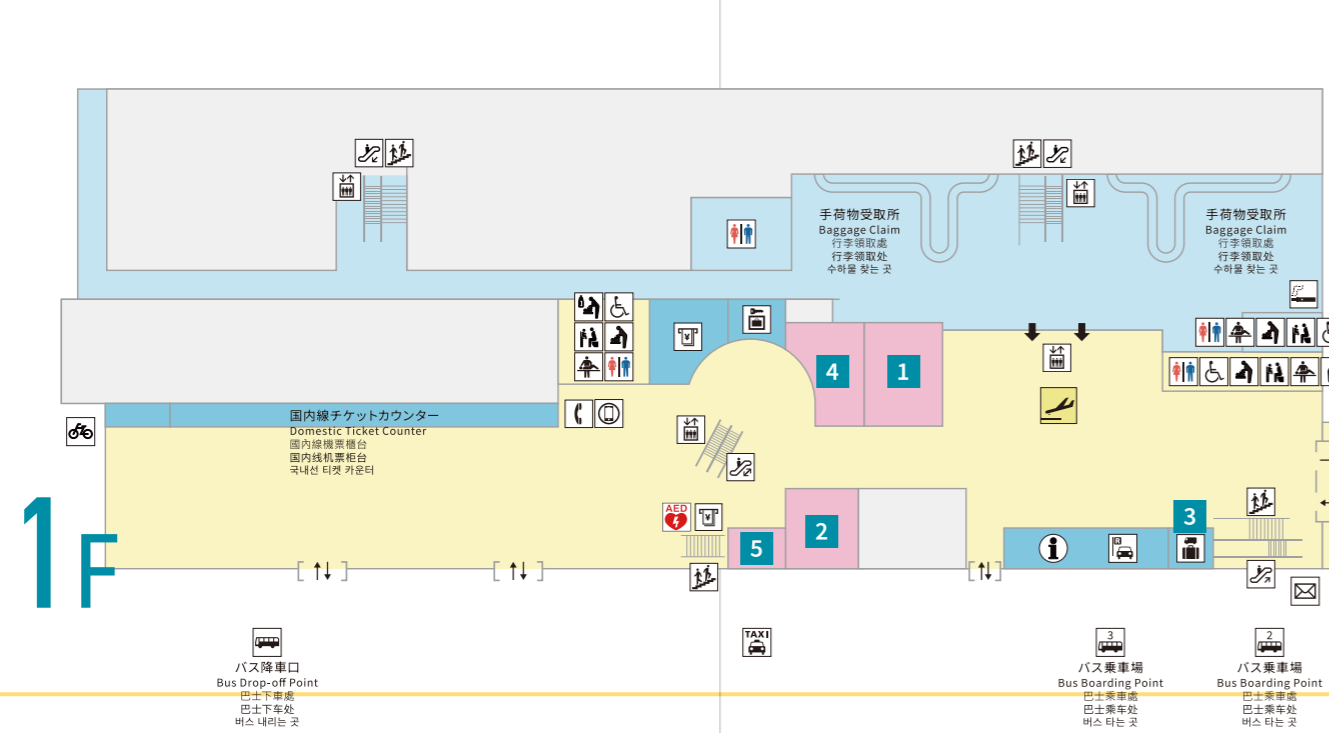 手荷物受取所
Baggage Claim
行李領取處
行李领取处
수하물 찾는 곳
手荷物受取所
Baggage Claim
行李領取處
行李领取处
수하물 찾는 곳
4
1
国内線チケットカウンター
Domestic Ticket Counter
國內線機票櫃台
国内线机票柜台
국내선 티켓 카운터
1F
AED
¥
¥
3
2
5
i
R
TAXI
3
2
バス降車口
Bus Drop-off Point
巴士下車處
巴士下车处
버스 내리는 곳
バス乗車場
Bus Boarding Point
巴士乘車處
巴士乘车处
버스 타는 곳
バス乗車場
Bus Boarding Point
巴士乘車處
巴士乘车处
버스 타는 곳